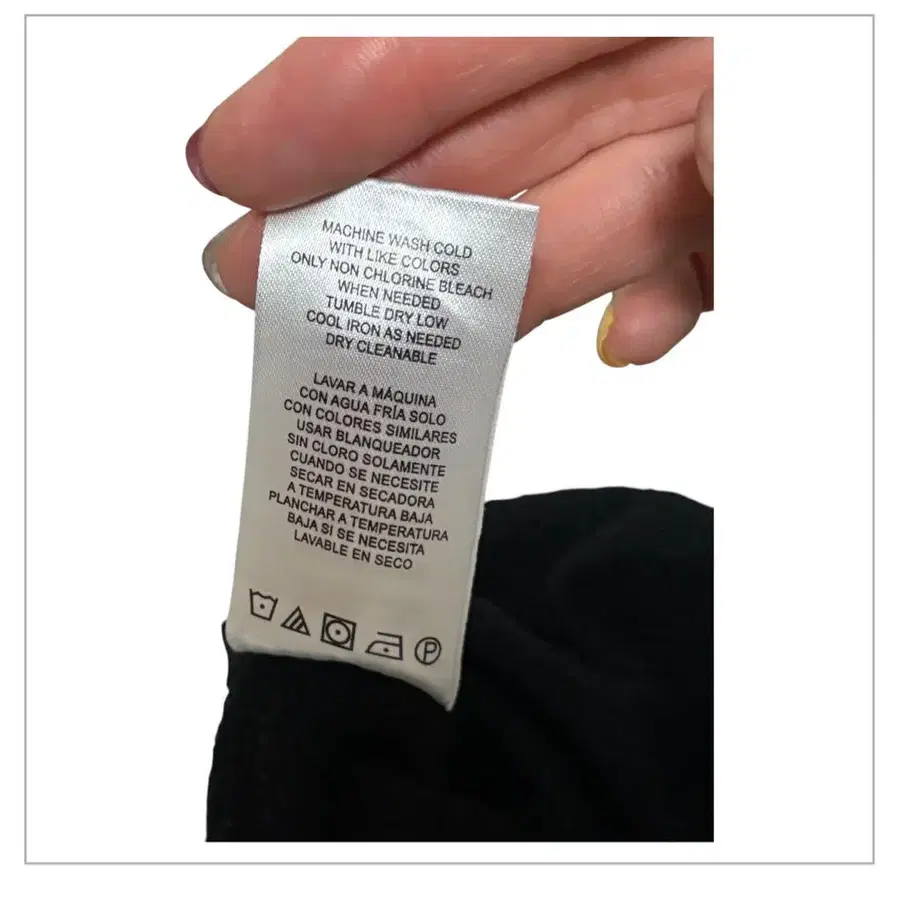 MACHINE WASH COLD
WITH LIKE COLORS
ONLY NON CHLORINE BLEACH
WHEN NEEDED
TUMBLE DRY LOW
COOL IRON AS NEEDED
DRY CLEANABLE
LAVAR A MÁQUINA
CON AGUA FRÍA SOLO
CON COLORES SIMILARES
USAR BLANQUEADOR
SIN CLORO SOLAMENTE
CUANDO SE NECESITE
SECAR EN SECADORA
A TEMPERATURA BAJA
PLANCHAR A TEMPERATURA
BAJA SI SE NECESITA
LAVABLE EN SECO
P